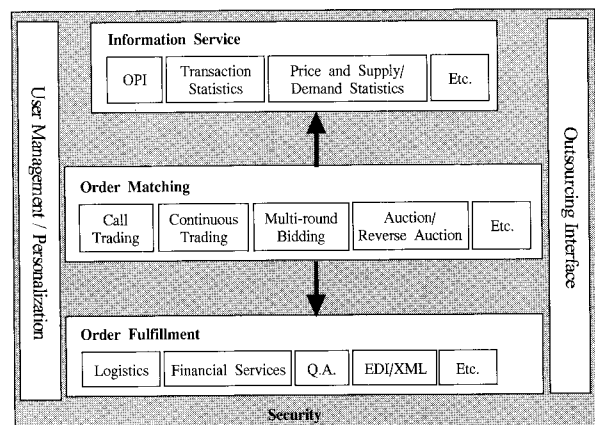 User Management / Personalization
Information Service
OPI
Transaction
Statistics
Price and Supply/
Demand Statistics
Etc.
Order Matching
Call
Trading
Continuous
Trading
Multi-round
Bidding
Auction/
Reverse Auction
Etc.
Order Fulfillment
Logistics
Financial Services
Q.A.
EDI/XML
Etc.
Outsourcing Interface
Security